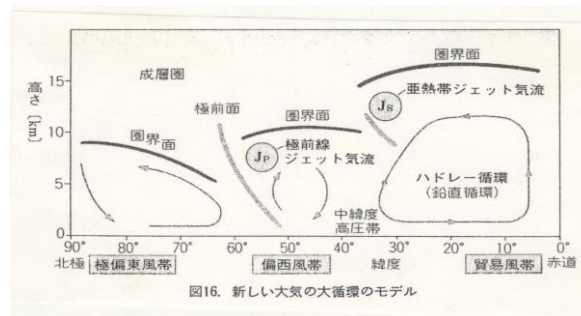 圏界面
15
成層圏
Js 亜熱帯ジェット気流
高さ
〔km〕
極前面
圏界面
10
圏界面
JP 極前線
ジェット気流
ハドレー循環
(鉛直循環)
5
中緯度
高圧帯
0
90° 80° 70° 60° 50° 40° 30° 20° 10° 0°
北極 極偏東風帯 偏西風帯 緯度 貿易風帯 赤道
図16. 新しい大気の大循環のモデル